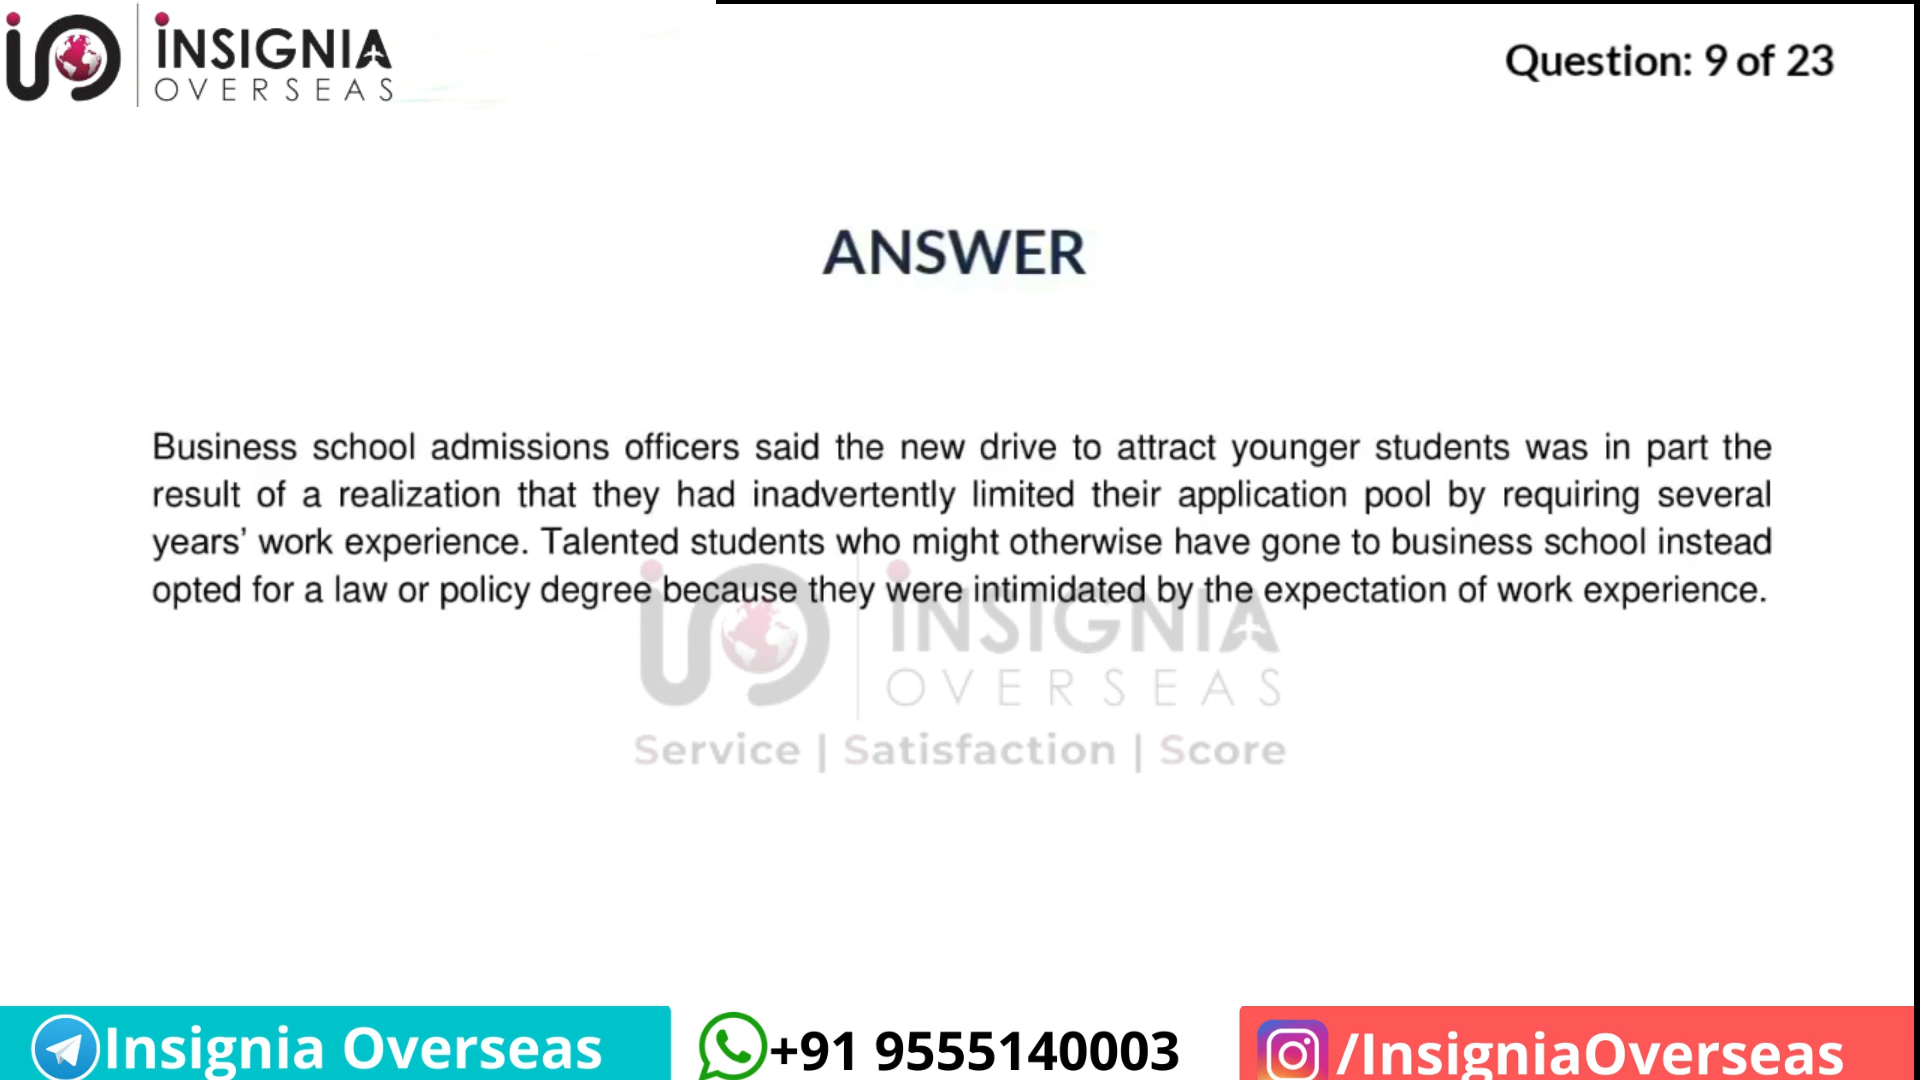 INSIGNIA
OVERSEAS
Question: 9 of 23
ANSWER
Business school admissions officers said the new drive to attract younger students was in part the
result of a realization that they had inadvertently limited their application pool by requiring several
years’ work experience. Talented students who might otherwise have gone to business school instead
opted for a law or policy degree because they were intimidated by the expectation of work experience.
INSIGNIA
OVERSEAS
Service | Satisfaction | Score
Insignia Overseas
+91 9555140003
/InsigniaOverseas